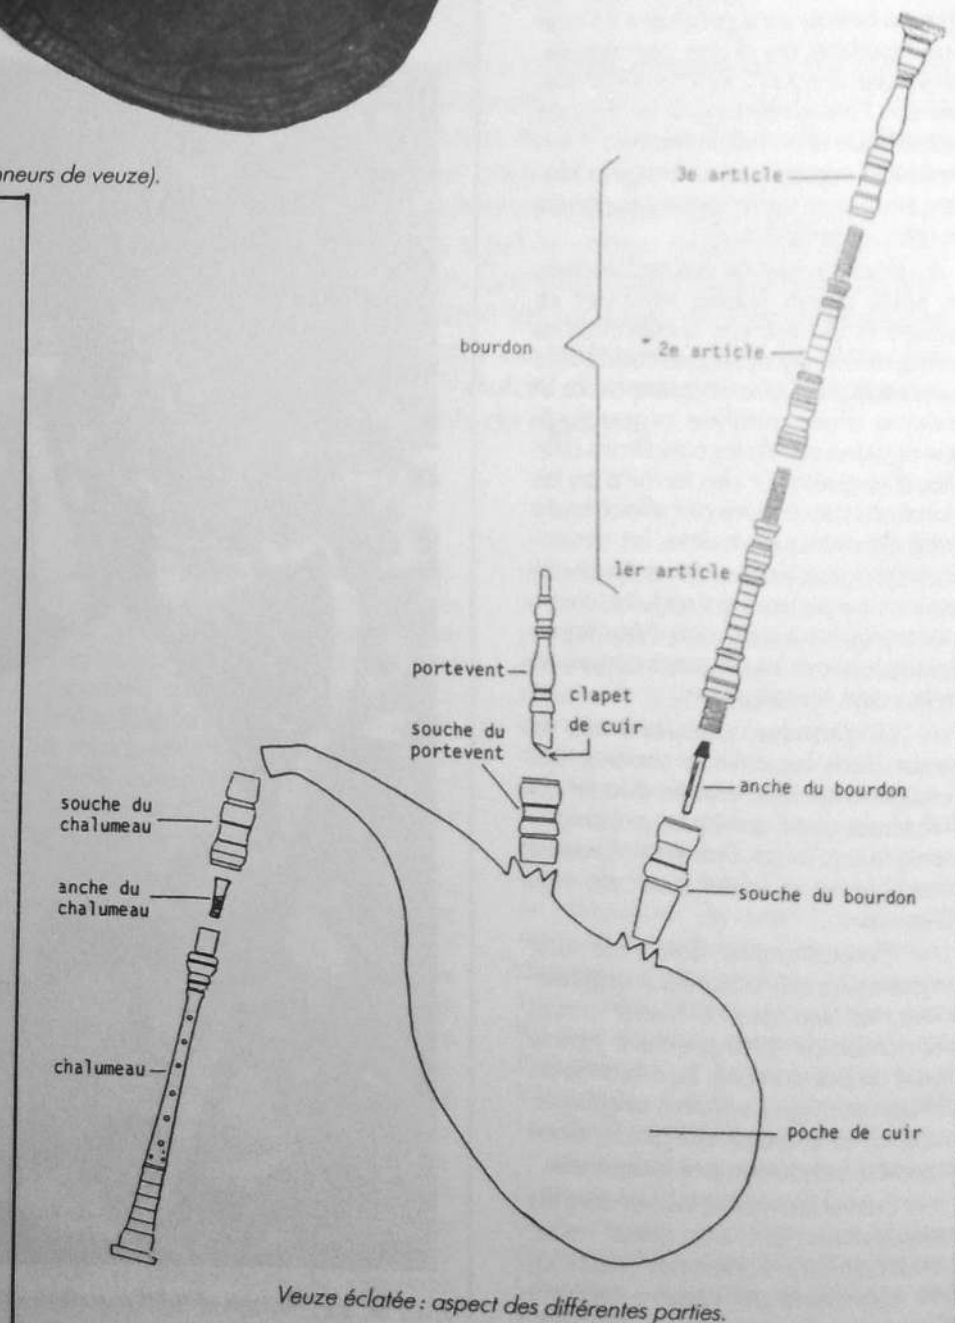 nneurs de veuze).
3e article
bourdon
2e article
1er article
portevent
clapet
de cuir
souche du
portevent
anche du bourdon
souche du
chalumeau
anche du
chalumeau
souche du bourdon
chalumeau
poche de cuir
Veuze éclatée : aspect des différentes parties.